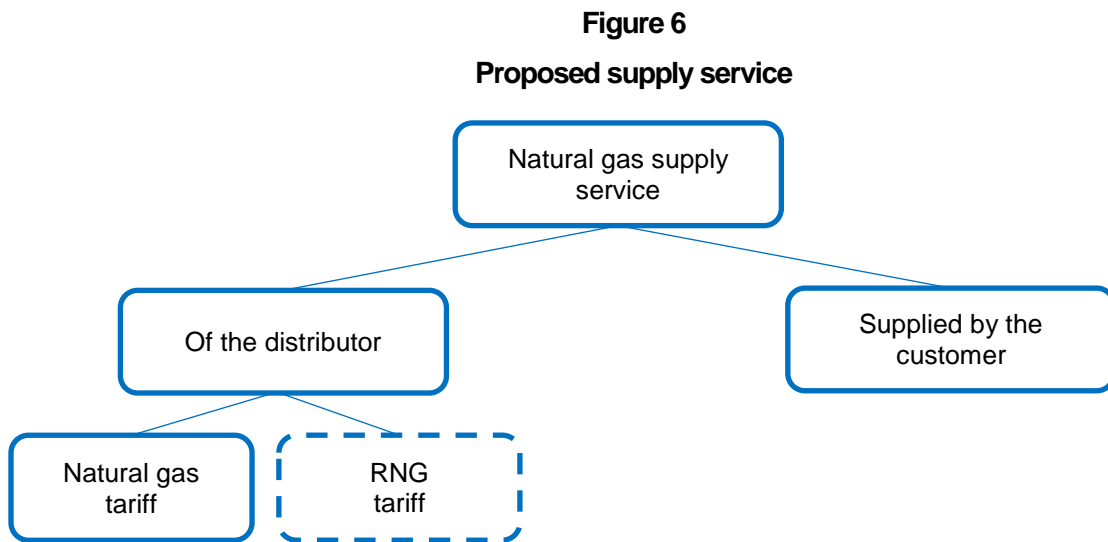 Figure 6
Proposed supply service
Natural gas supply
service
Of the distributor
Supplied by the
customer
Natural gas
tariff
RNG
tariff